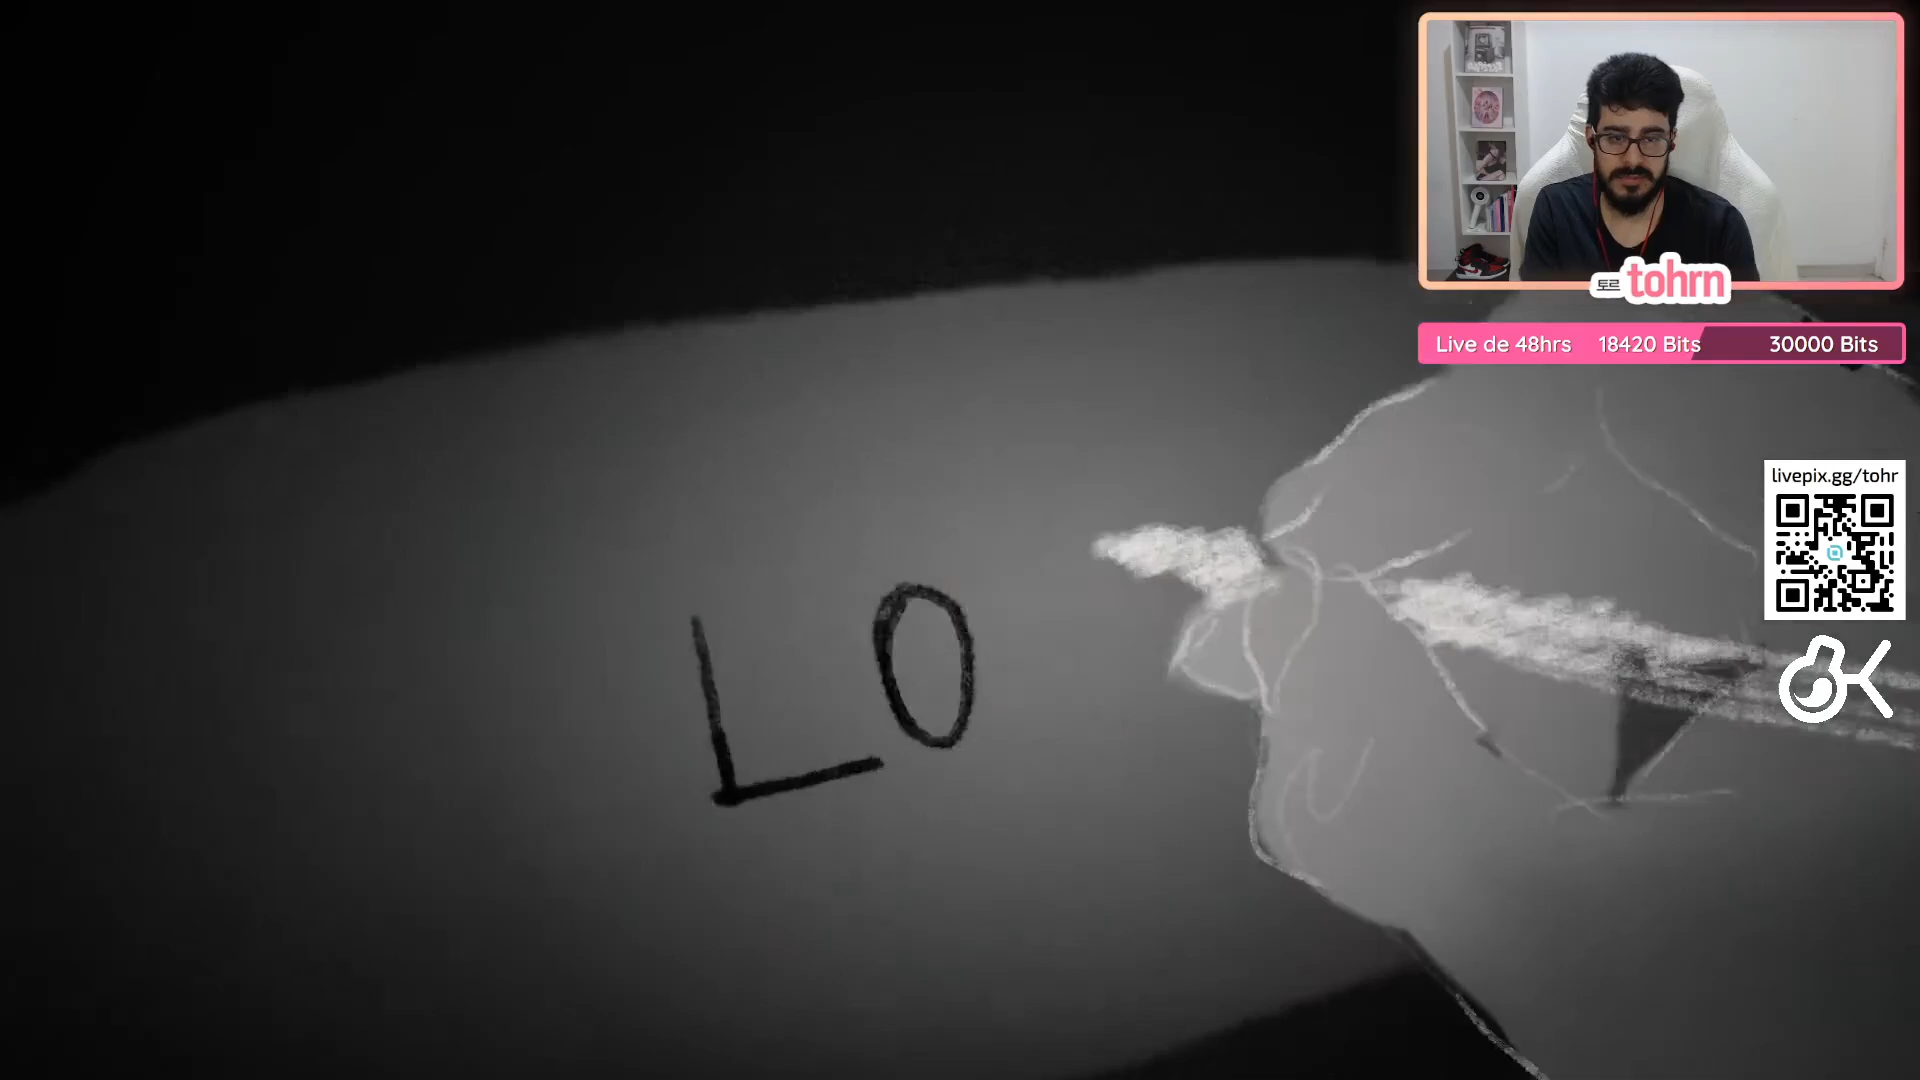 토르 tohrn
Live de 48hrs 18420 Bits 30000 Bits
livepix.gg/tohr
LO